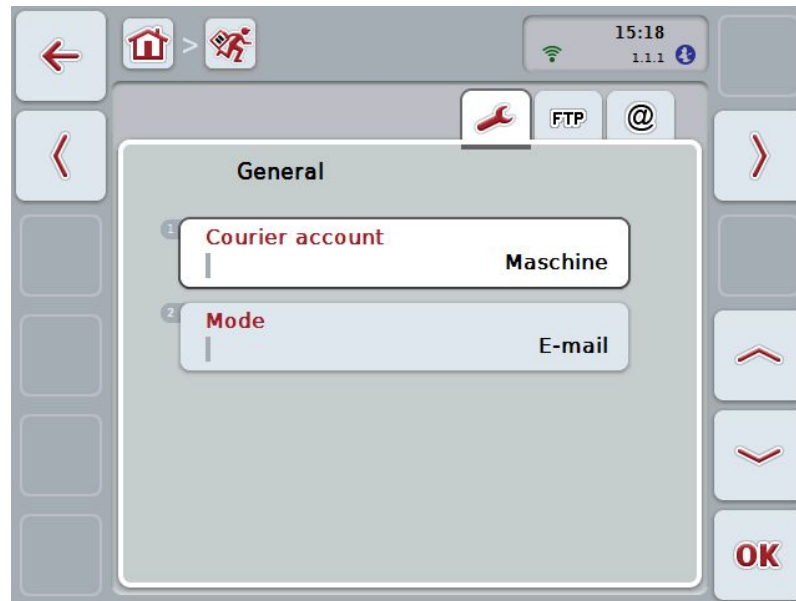 15:18
1.1.1
FTP @
General
1 Courier account
Maschine
2 Mode
E-mail
OK